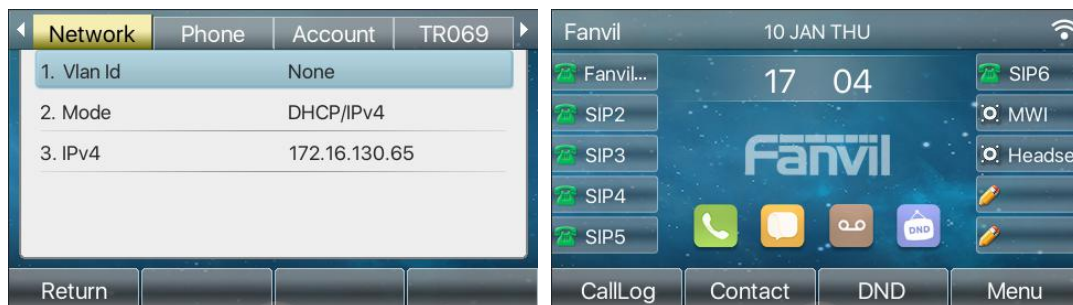 Network Phone Account TR069
1. Vlan Id None
2. Mode DHCP/IPv4
3. IPv4 172.16.130.65
Return
Fanvil 10 JAN THU
Fanvil... 17 04 SIP6
SIP2 MWI
SIP3 Fanvil Headse
SIP4 DND
SIP5
CallLog Contact DND Menu